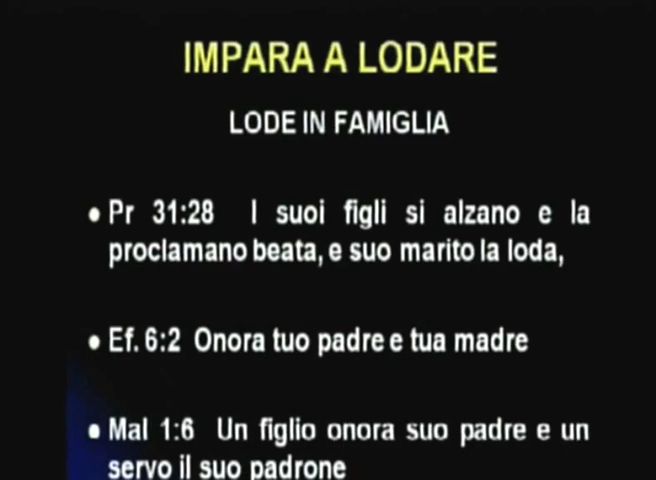 IMPARA A LODARE
LODE IN FAMIGLIA
• Pr 31:28 I suoi figli si alzano e la
proclamano beata, e suo marito la loda,
• Ef. 6:2 Onora tuo padre e tua madre
• Mal 1:6 Un figlio onora suo padre e un
servo il suo padrone